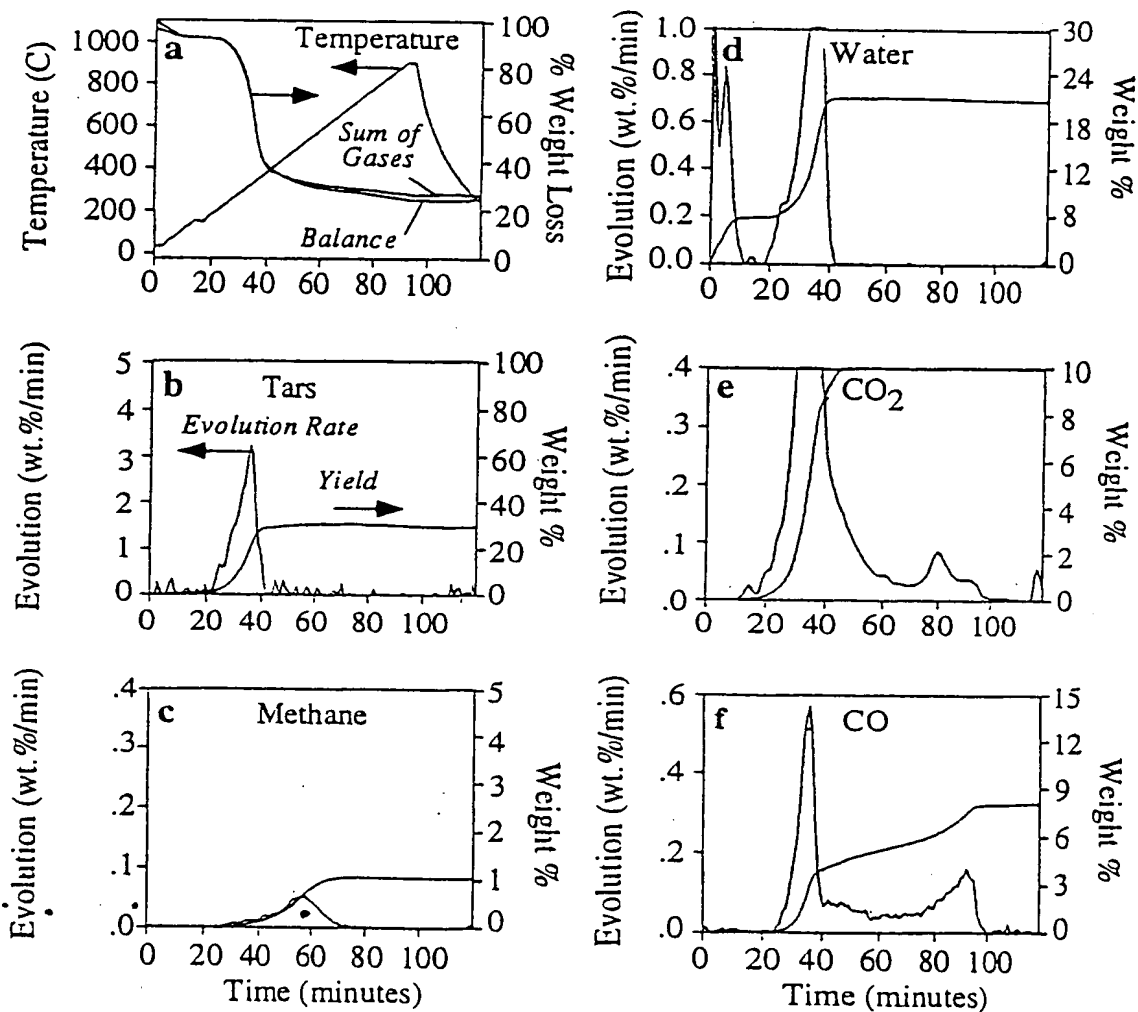 a
Temperature
Sum of
Gases
Balance
Temperature (C)
1000
800
600
400
200
0
% Weight Loss
100
80
60
40
20
0
0 20 40 60 80 100
d
Water
Evolution (wt.%/min)
1.0
0.8
0.6
0.4
0.2
0.0
Weight %
30
24
21
11
8
0
0 20 40 60 80 100
b
Tars
Evolution Rate
Yield
Evolution (wt.%/min)
5
4
3
2
1
0
Weight %
100
80
60
40
20
0
0 20 40 60 80 100
e
CO2
Evolution (wt.%/min)
.4
.3
.2
.1
.0
Weight %
10
8
6
4
2
0
20 40 60 80 100
c
Methane
Evolution (wt.%/min)
.4
.3
.2
.1
.0
Weight %
5
4
3
2
1
0
0 20 40 60 80 100
Time (minutes)
f
CO
Evolution (wt.%/min)
.6
.4
.2
.0
Weight %
15
12
9
6
3
0
0 20 40 60 80 100
Time (minutes)